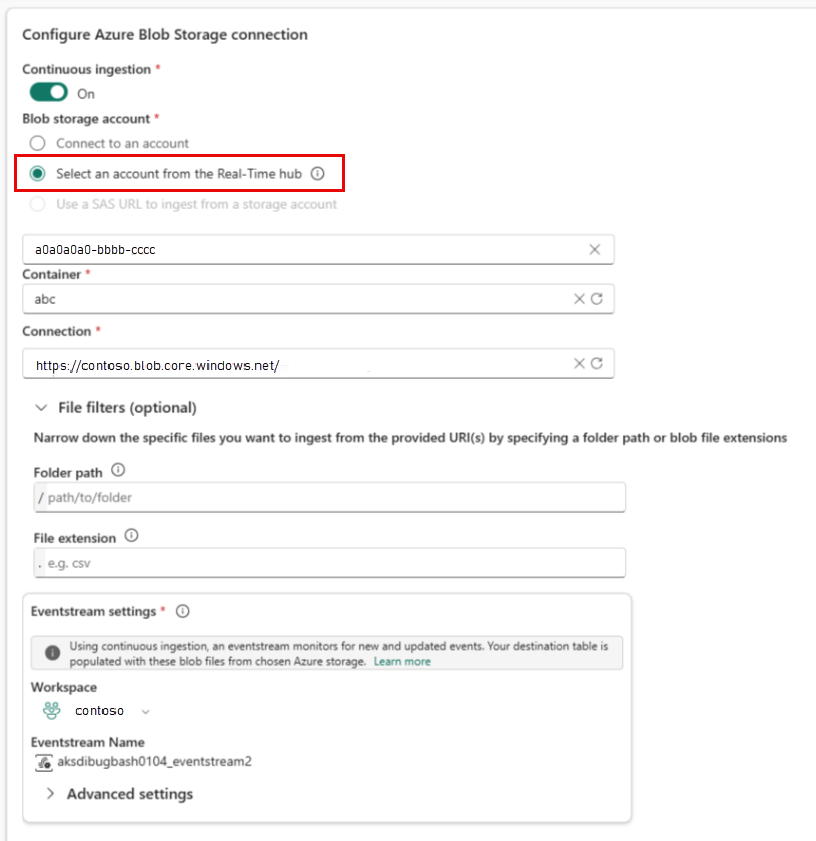 Configure Azure Blob Storage connection
Continuous ingestion *
On
Blob storage account *
Connect to an account
Select an account from the Real-Time hub
Use a SAS URL to ingest from a storage account
a0a0a0a0-bbbb-cccc
Container *
abc
Connection *
https://contoso.blob.core.windows.net/
File filters (optional)
Narrow down the specific files you want to ingest from the provided URI(s) by specifying a folder path or blob file extensions
Folder path
/ path/to/folder
File extension
. e.g. csv
Eventstream settings *
Using continuous ingestion, an eventstream monitors for new and updated events. Your destination table is
populated with these blob files from chosen Azure storage. Learn more
Workspace
contoso
Eventstream Name
aksdibugbash0104_eventstream2
Advanced settings